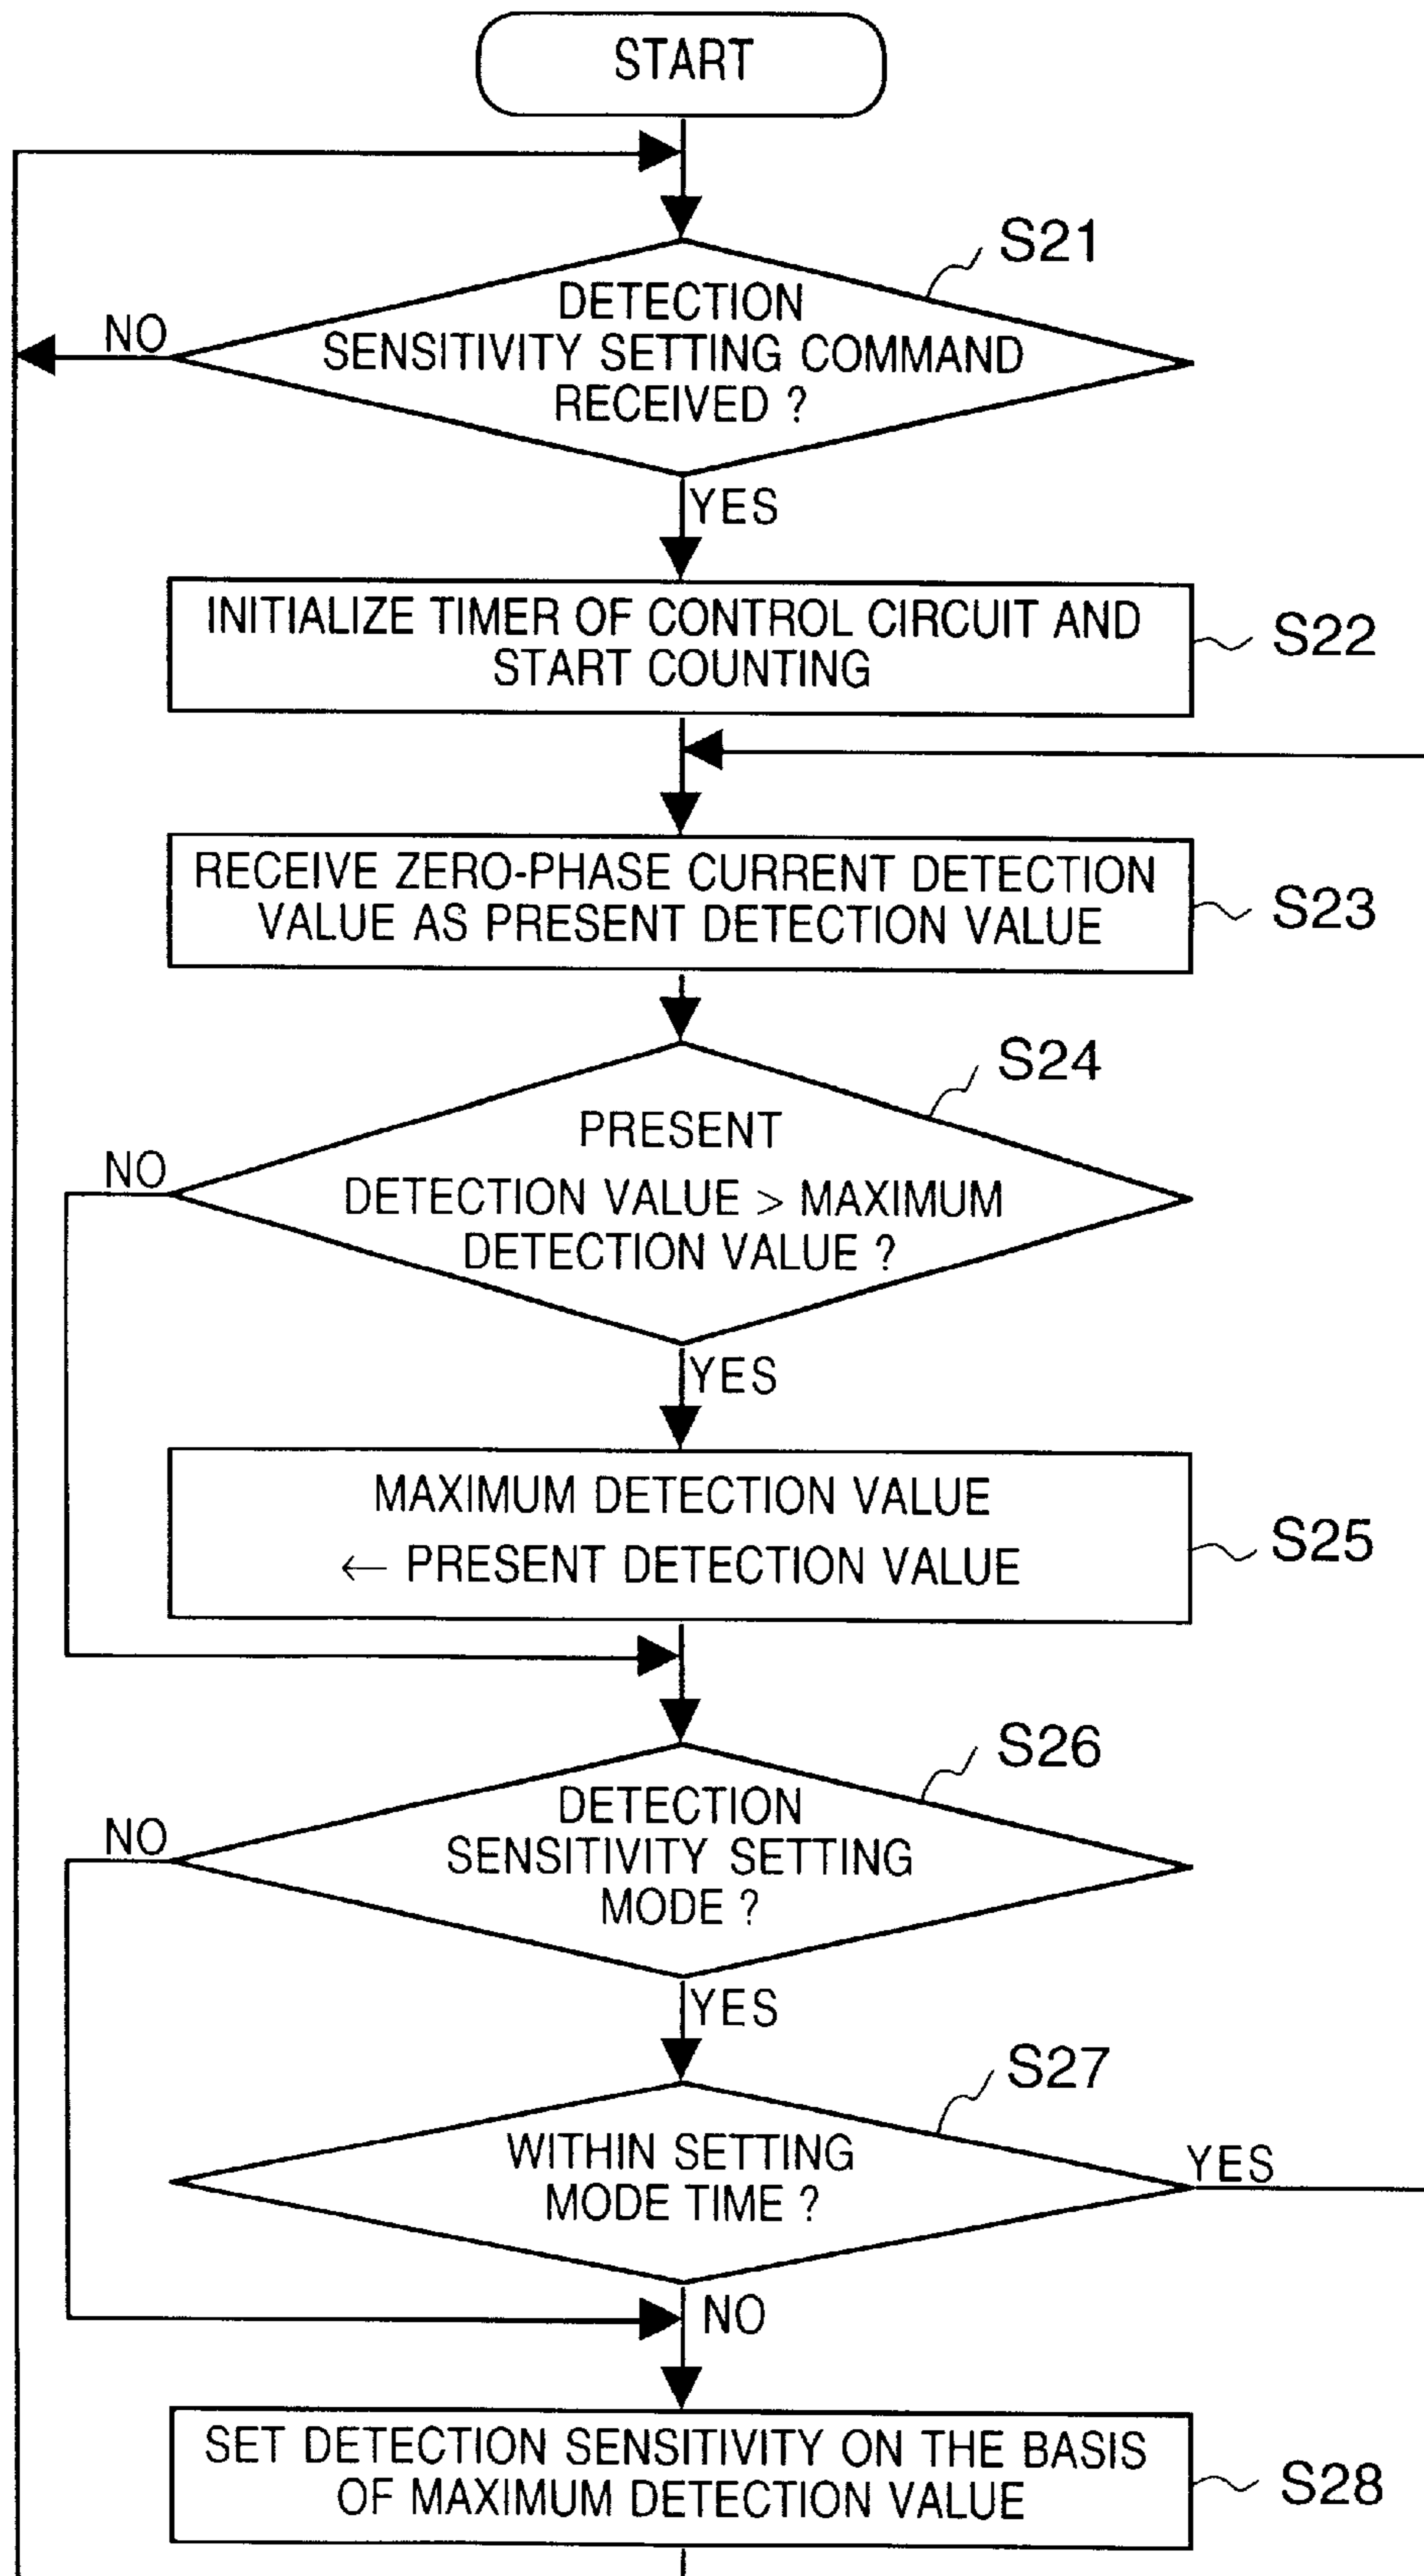 START
S21
DETECTION
SENSITIVITY SETTING COMMAND
RECEIVED ?
NO
YES
INITIALIZE TIMER OF CONTROL CIRCUIT AND
START COUNTING
S22
RECEIVE ZERO-PHASE CURRENT DETECTION
VALUE AS PRESENT DETECTION VALUE
S23
S24
PRESENT
DETECTION VALUE > MAXIMUM
DETECTION VALUE ?
NO
YES
MAXIMUM DETECTION VALUE
← PRESENT DETECTION VALUE
S25
S26
DETECTION
SENSITIVITY SETTING
MODE ?
NO
YES
S27
WITHIN SETTING
MODE TIME ?
YES
NO
SET DETECTION SENSITIVITY ON THE BASIS
OF MAXIMUM DETECTION VALUE
S28